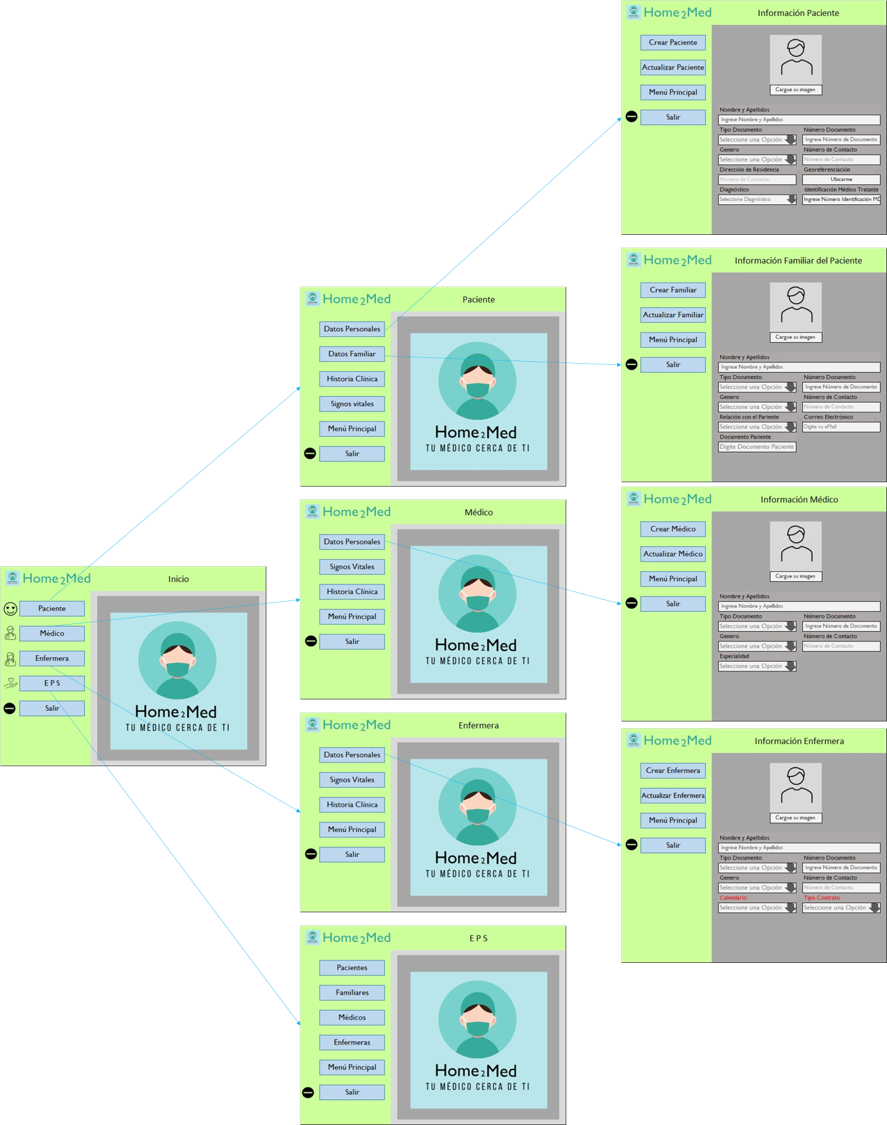 Home2Med
Inicio
Paciente
Médico
Enfermera
E P S
Salir
Home2Med
TU MÉDICO CERCA DE TI
Home2Med
Paciente
Datos Personales
Datos Familiar
Historia Clínica
Signos vitales
Menú Principal
Salir
Home2Med
TU MÉDICO CERCA DE TI
Home2Med
Médico
Datos Personales
Signos Vitales
Historia Clínica
Menú Principal
Salir
Home2Med
TU MÉDICO CERCA DE TI
Home2Med
Enfermera
Datos Personales
Signos Vitales
Historia Clínica
Menú Principal
Salir
Home2Med
TU MÉDICO CERCA DE TI
Home2Med
E P S
Pacientes
Familiares
Médicos
Enfermeras
Menú Principal
Salir
Home2Med
TU MÉDICO CERCA DE TI
Home2Med
Información Paciente
Crear Paciente
Actualizar Paciente
Menú Principal
Salir
Cargue su imagen
Nombre y Apellidos
Ingrese Nombre y Apellidos
Tipo Documento Número Documento
Seleccione una Opción Ingrese Número de Documento
Genero Número de Contacto
Seleccione una Opción Número de Contacto
Dirección de Residencia Georeferenciación
Número de Contacto Ubicarme
Diagnóstico Identificación Médico Tratante
Seleccione Diagnóstico Ingrese Número Identificación MD
Home2Med
Información Familiar del Paciente
Crear Familiar
Actualizar Familiar
Menú Principal
Salir
Cargue su imagen
Nombre y Apellidos
Ingrese Nombre y Apellidos
Tipo Documento Número Documento
Seleccione una Opción Ingrese Número de Documento
Genero Número de Contacto
Seleccione una Opción Número de Contacto
Relación con el Pariente Correo Electrónico
Seleccione una Opción Digite su eMail
Documento Paciente
Digite Documento Paciente
Home2Med
Información Médico
Crear Médico
Actualizar Médico
Menú Principal
Salir
Cargue su imagen
Nombre y Apellidos
Ingrese Nombre y Apellidos
Tipo Documento Número Documento
Seleccione una Opción Ingrese Número de Documento
Genero Número de Contacto
Seleccione una Opción Número de Contacto
Especialidad
Seleccione una Opción
Home2Med
Información Enfermera
Crear Enfermera
Actualizar Enfermera
Menú Principal
Salir
Cargue su imagen
Nombre y Apellidos
Ingrese Nombre y Apellidos
Tipo Documento Número Documento
Seleccione una Opción Ingrese Número de Documento
Genero Número de Contacto
Seleccione una Opción Número de Contacto
Calendario Tipo Contrato
Seleccione una Opción Seleccione una Opción